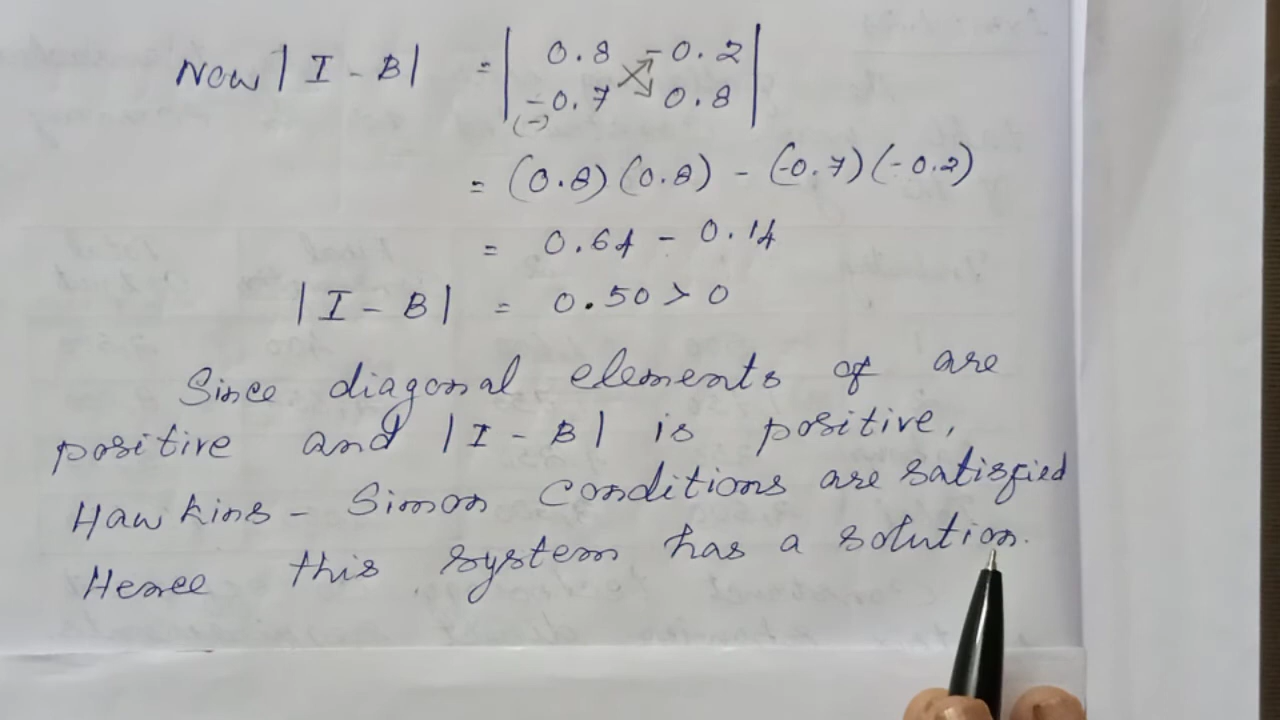 Now |I - B| = | 0.8 -0.2 |
| -0.7 0.8 |
(-)
= (0.8)(0.8) - (-0.7)(-0.2)
= 0.64 - 0.14
|I - B| = 0.50 > 0
Since diagonal elements of are
positive and |I - B| is positive,
Hawkins - Simon conditions are satisfied
Hence this system has a solution.